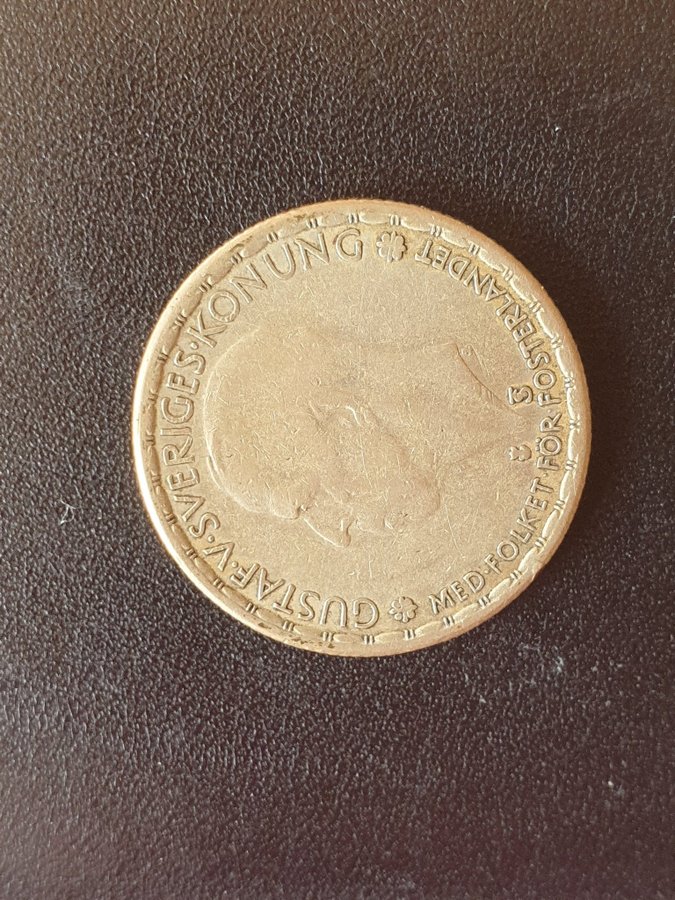 GUSTAF·V·SVERIGES·KONUNG
MED·FOLKET·FÖR·FOSTERLANDET